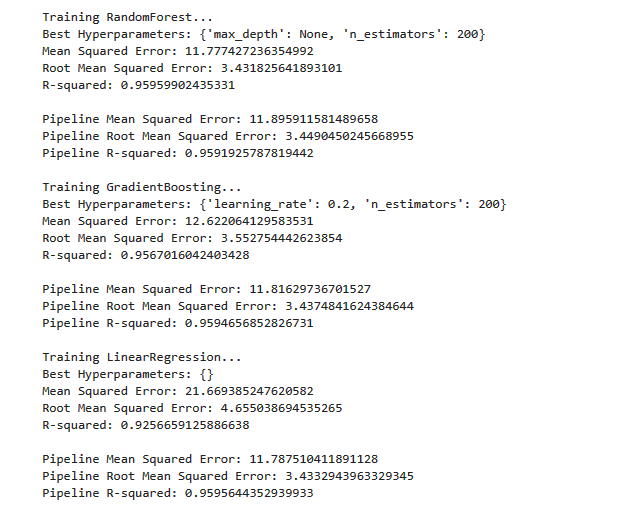 Training RandomForest...
Best Hyperparameters: {'max_depth': None, 'n_estimators': 200}
Mean Squared Error: 11.777427236354992
Root Mean Squared Error: 3.431825641893101
R-squared: 0.95959902435331
Pipeline Mean Squared Error: 11.895911581489658
Pipeline Root Mean Squared Error: 3.4490450245668955
Pipeline R-squared: 0.9591925787819442
Training GradientBoosting...
Best Hyperparameters: {'learning_rate': 0.2, 'n_estimators': 200}
Mean Squared Error: 12.622064129583531
Root Mean Squared Error: 3.552754442623854
R-squared: 0.9567016042403428
Pipeline Mean Squared Error: 11.81629736701527
Pipeline Root Mean Squared Error: 3.4374841624384644
Pipeline R-squared: 0.9594656852826731
Training LinearRegression...
Best Hyperparameters: {}
Mean Squared Error: 21.669385247620582
Root Mean Squared Error: 4.655038694535265
R-squared: 0.9256659125886638
Pipeline Mean Squared Error: 11.787510411891128
Pipeline Root Mean Squared Error: 3.4332943963329345
Pipeline R-squared: 0.9595644352939933